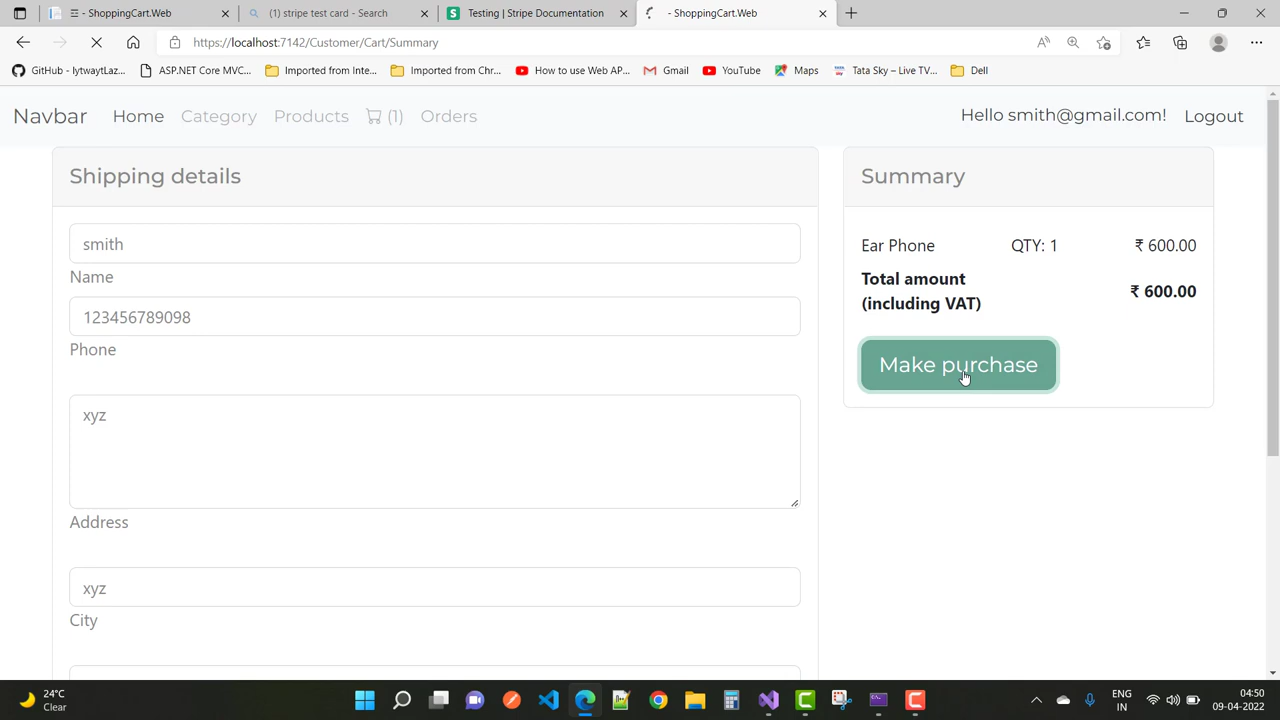 ☰ - ShoppingCart.Web
(1) stripe test card - Search
Testing | Stripe Documentation
- ShoppingCart.Web
https://localhost:7142/Customer/Cart/Summary
GitHub - lytwaytLaz...
ASP.NET Core MVC...
Imported from Inte...
Imported from Chr...
How to use Web AP...
Gmail
YouTube
Maps
Tata Sky – Live TV...
Dell
Navbar
Home
Category
Products
(1)
Orders
Hello smith@gmail.com!
Logout
Shipping details
smith
Name
123456789098
Phone
xyz
Address
xyz
City
Summary
Ear Phone QTY: 1 ₹ 600.00
Total amount
(including VAT)
₹ 600.00
Make purchase
24°C
Clear
ENG
IN
04:50
09-04-2022